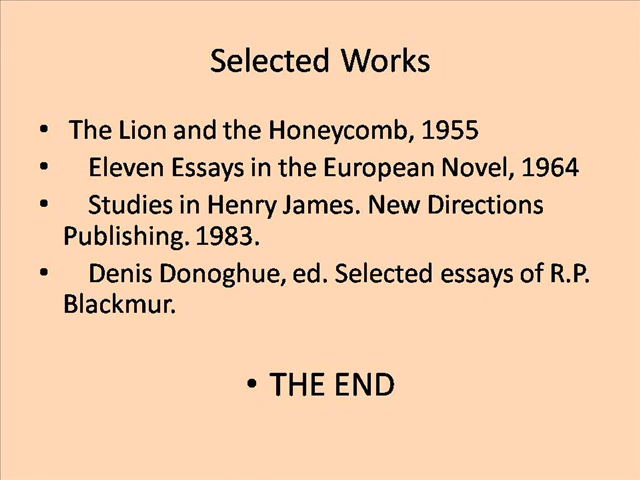 Selected Works
• The Lion and the Honeycomb, 1955
• Eleven Essays in the European Novel, 1964
• Studies in Henry James. New Directions
Publishing. 1983.
• Denis Donoghue, ed. Selected essays of R.P.
Blackmur.
• THE END